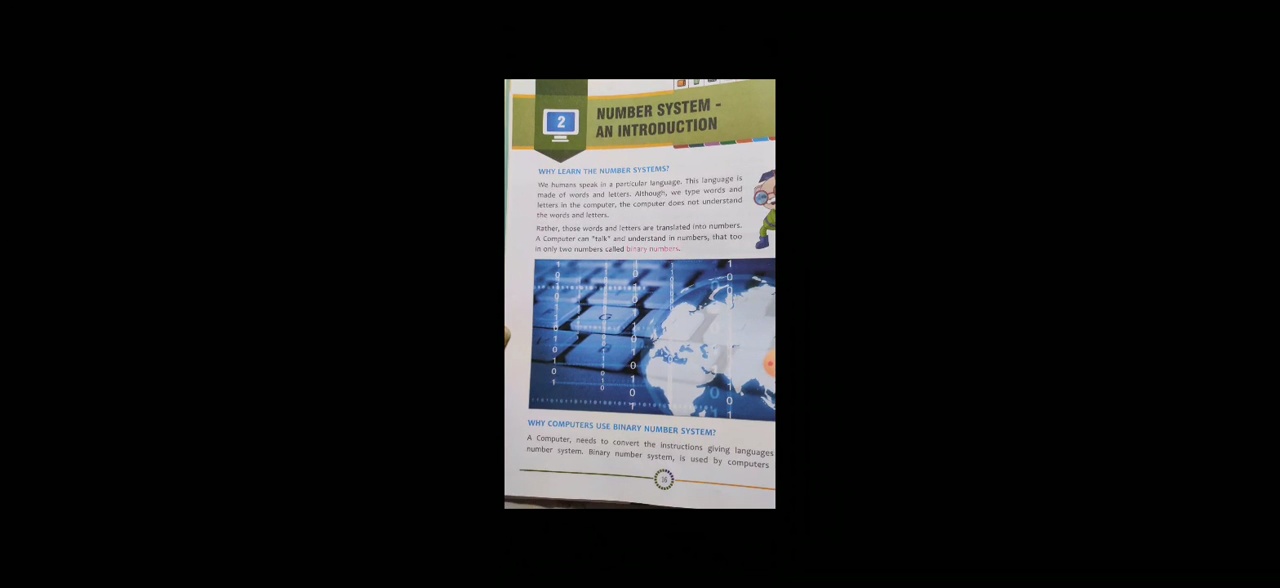 2
NUMBER SYSTEM -
AN INTRODUCTION
WHY LEARN THE NUMBER SYSTEMS?
We humans speak in a particular language. This language is
made of words and letters. Although, we type words and
letters in the computer, the computer does not understand
the words and letters.
Rather, those words and letters are translated into numbers.
A Computer can "talk" and understand in numbers, that too
in only two numbers called binary numbers.
WHY COMPUTERS USE BINARY NUMBER SYSTEM?
A Computer, needs to convert the instructions giving languages
number system. Binary number system, is used by computers
16